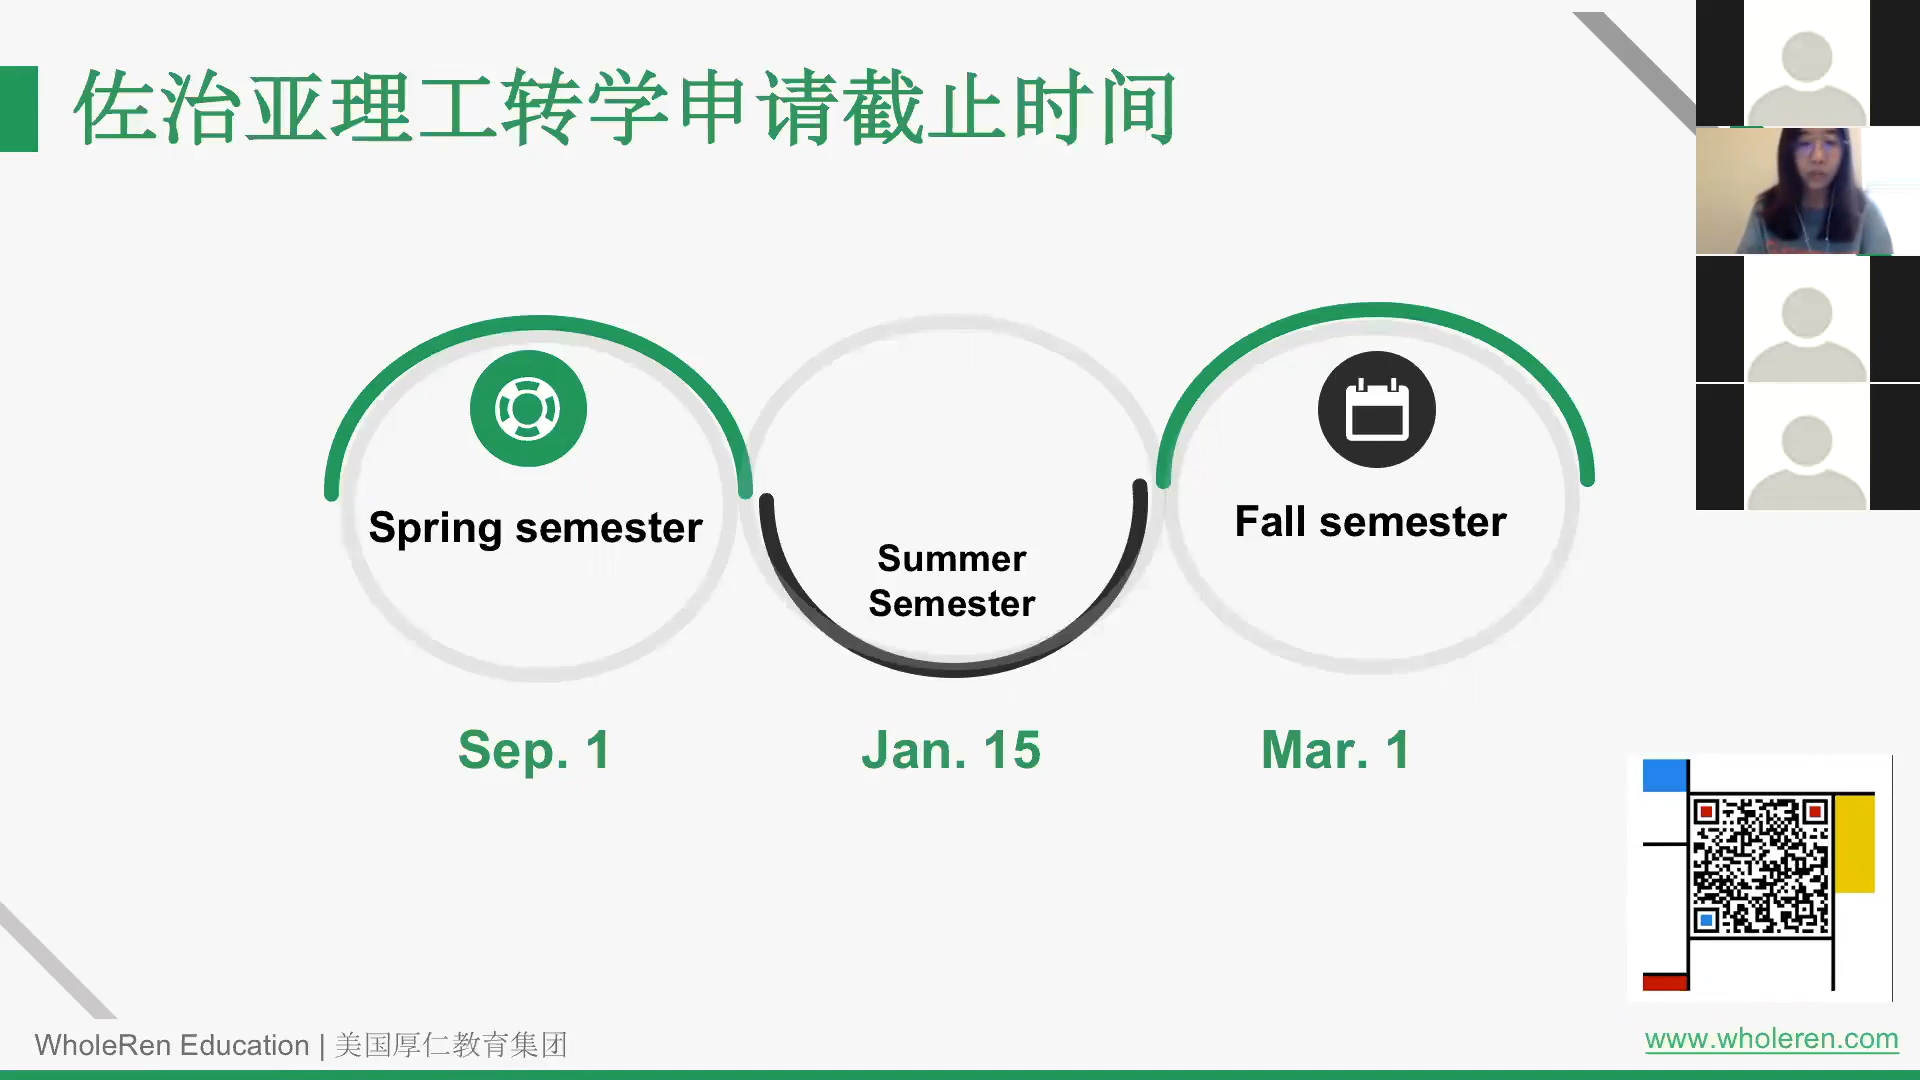 佐治亚理工转学申请截止时间
Spring semester
Summer
Semester
Fall semester
Sep. 1
Jan. 15
Mar. 1
WholeRen Education | 美国厚仁教育集团
www.wholeren.com